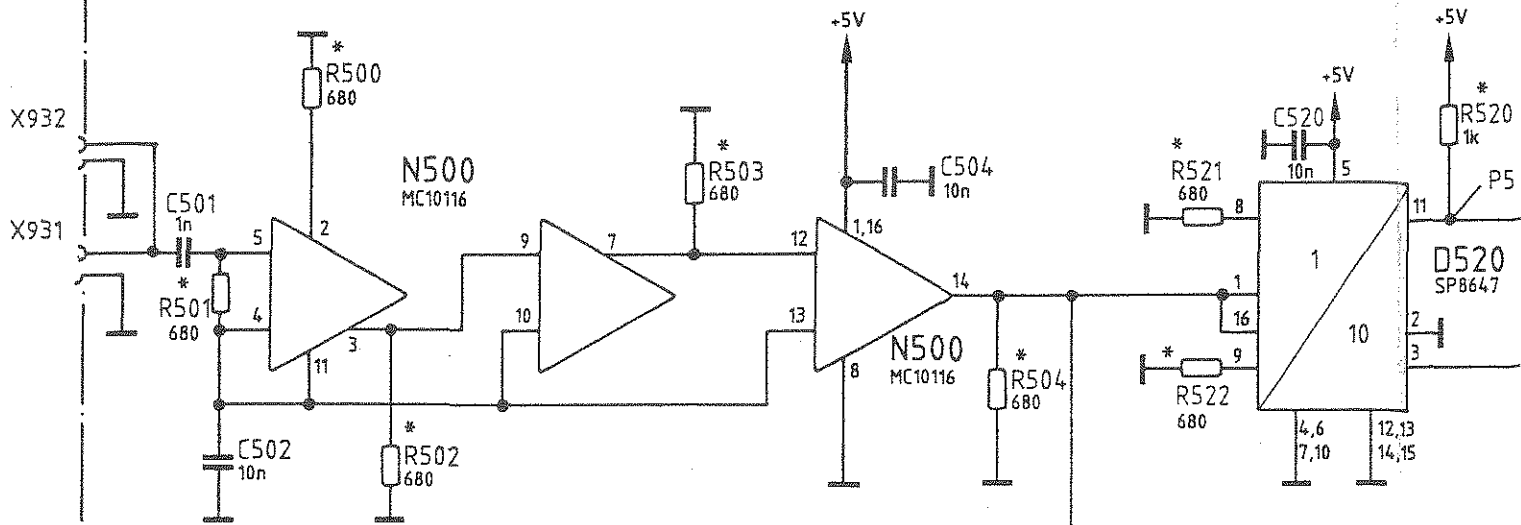 +5V
+5V
*
R500
680
+5V
X932
C520
*
R520
1k
N500
MC10116
*
R503
680
C504
10n
*
R521
680
10n
5
P5
C501
1n
2
8
11
X931
5
9
7
12
1,16
1
D520
SP8647
*
R501
680
14
1
4
10
13
16
10
2
3
11
N500
MC10116
8
*
R504
680
*
9
R522
680
3
C502
10n
*
R502
680
4,6
7,10
12,13
14,15